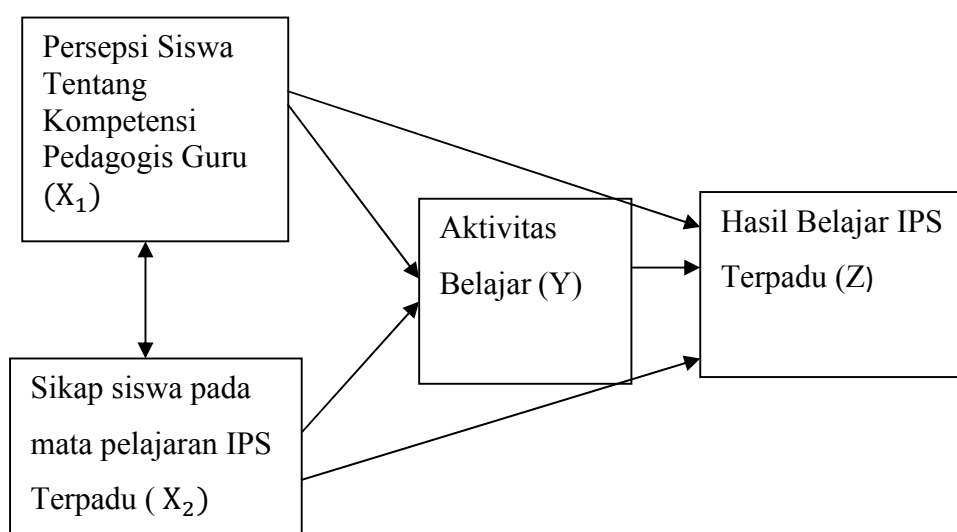 Persepsi Siswa
Tentang
Kompetensi
Pedagogis Guru
(X₁)
Aktivitas
Belajar (Y)
Hasil Belajar IPS
Terpadu (Z)
Sikap siswa pada
mata pelajaran IPS
Terpadu ( X₂)